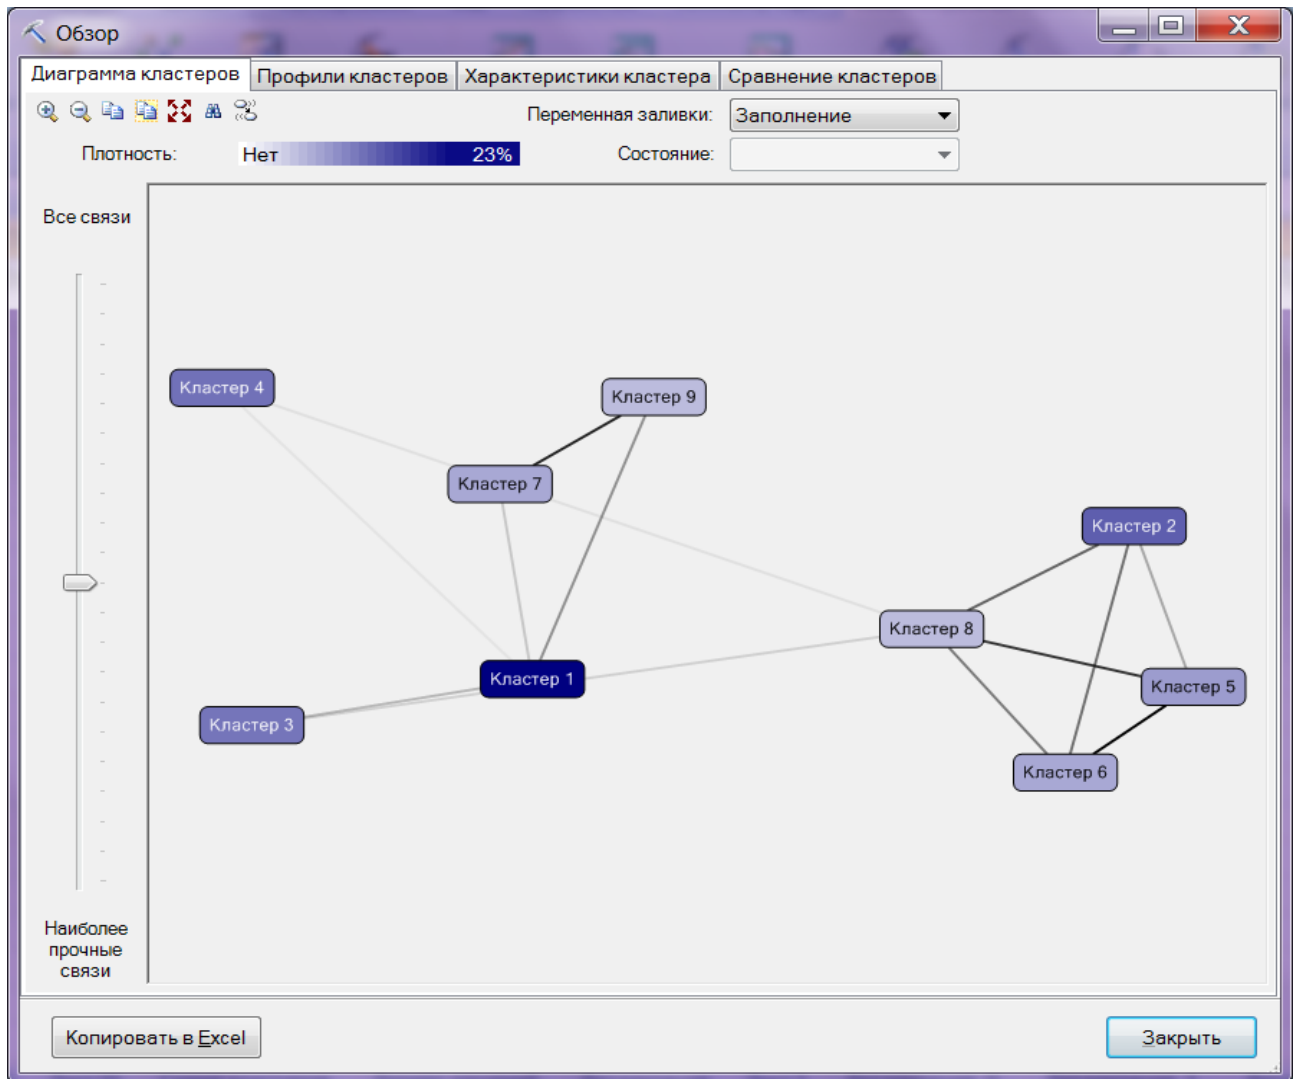 Обзор
Диаграмма кластеров Профили кластеров Характеристики кластера Сравнение кластеров
Переменная заливки: Заполнение
Плотность: Нет 23% Состояние:
Все связи
Кластер 4
Кластер 9
Кластер 7
Кластер 2
Кластер 8
Кластер 1
Кластер 5
Кластер 3
Кластер 6
Наиболее
прочные
связи
Копировать в Excel Закрыть